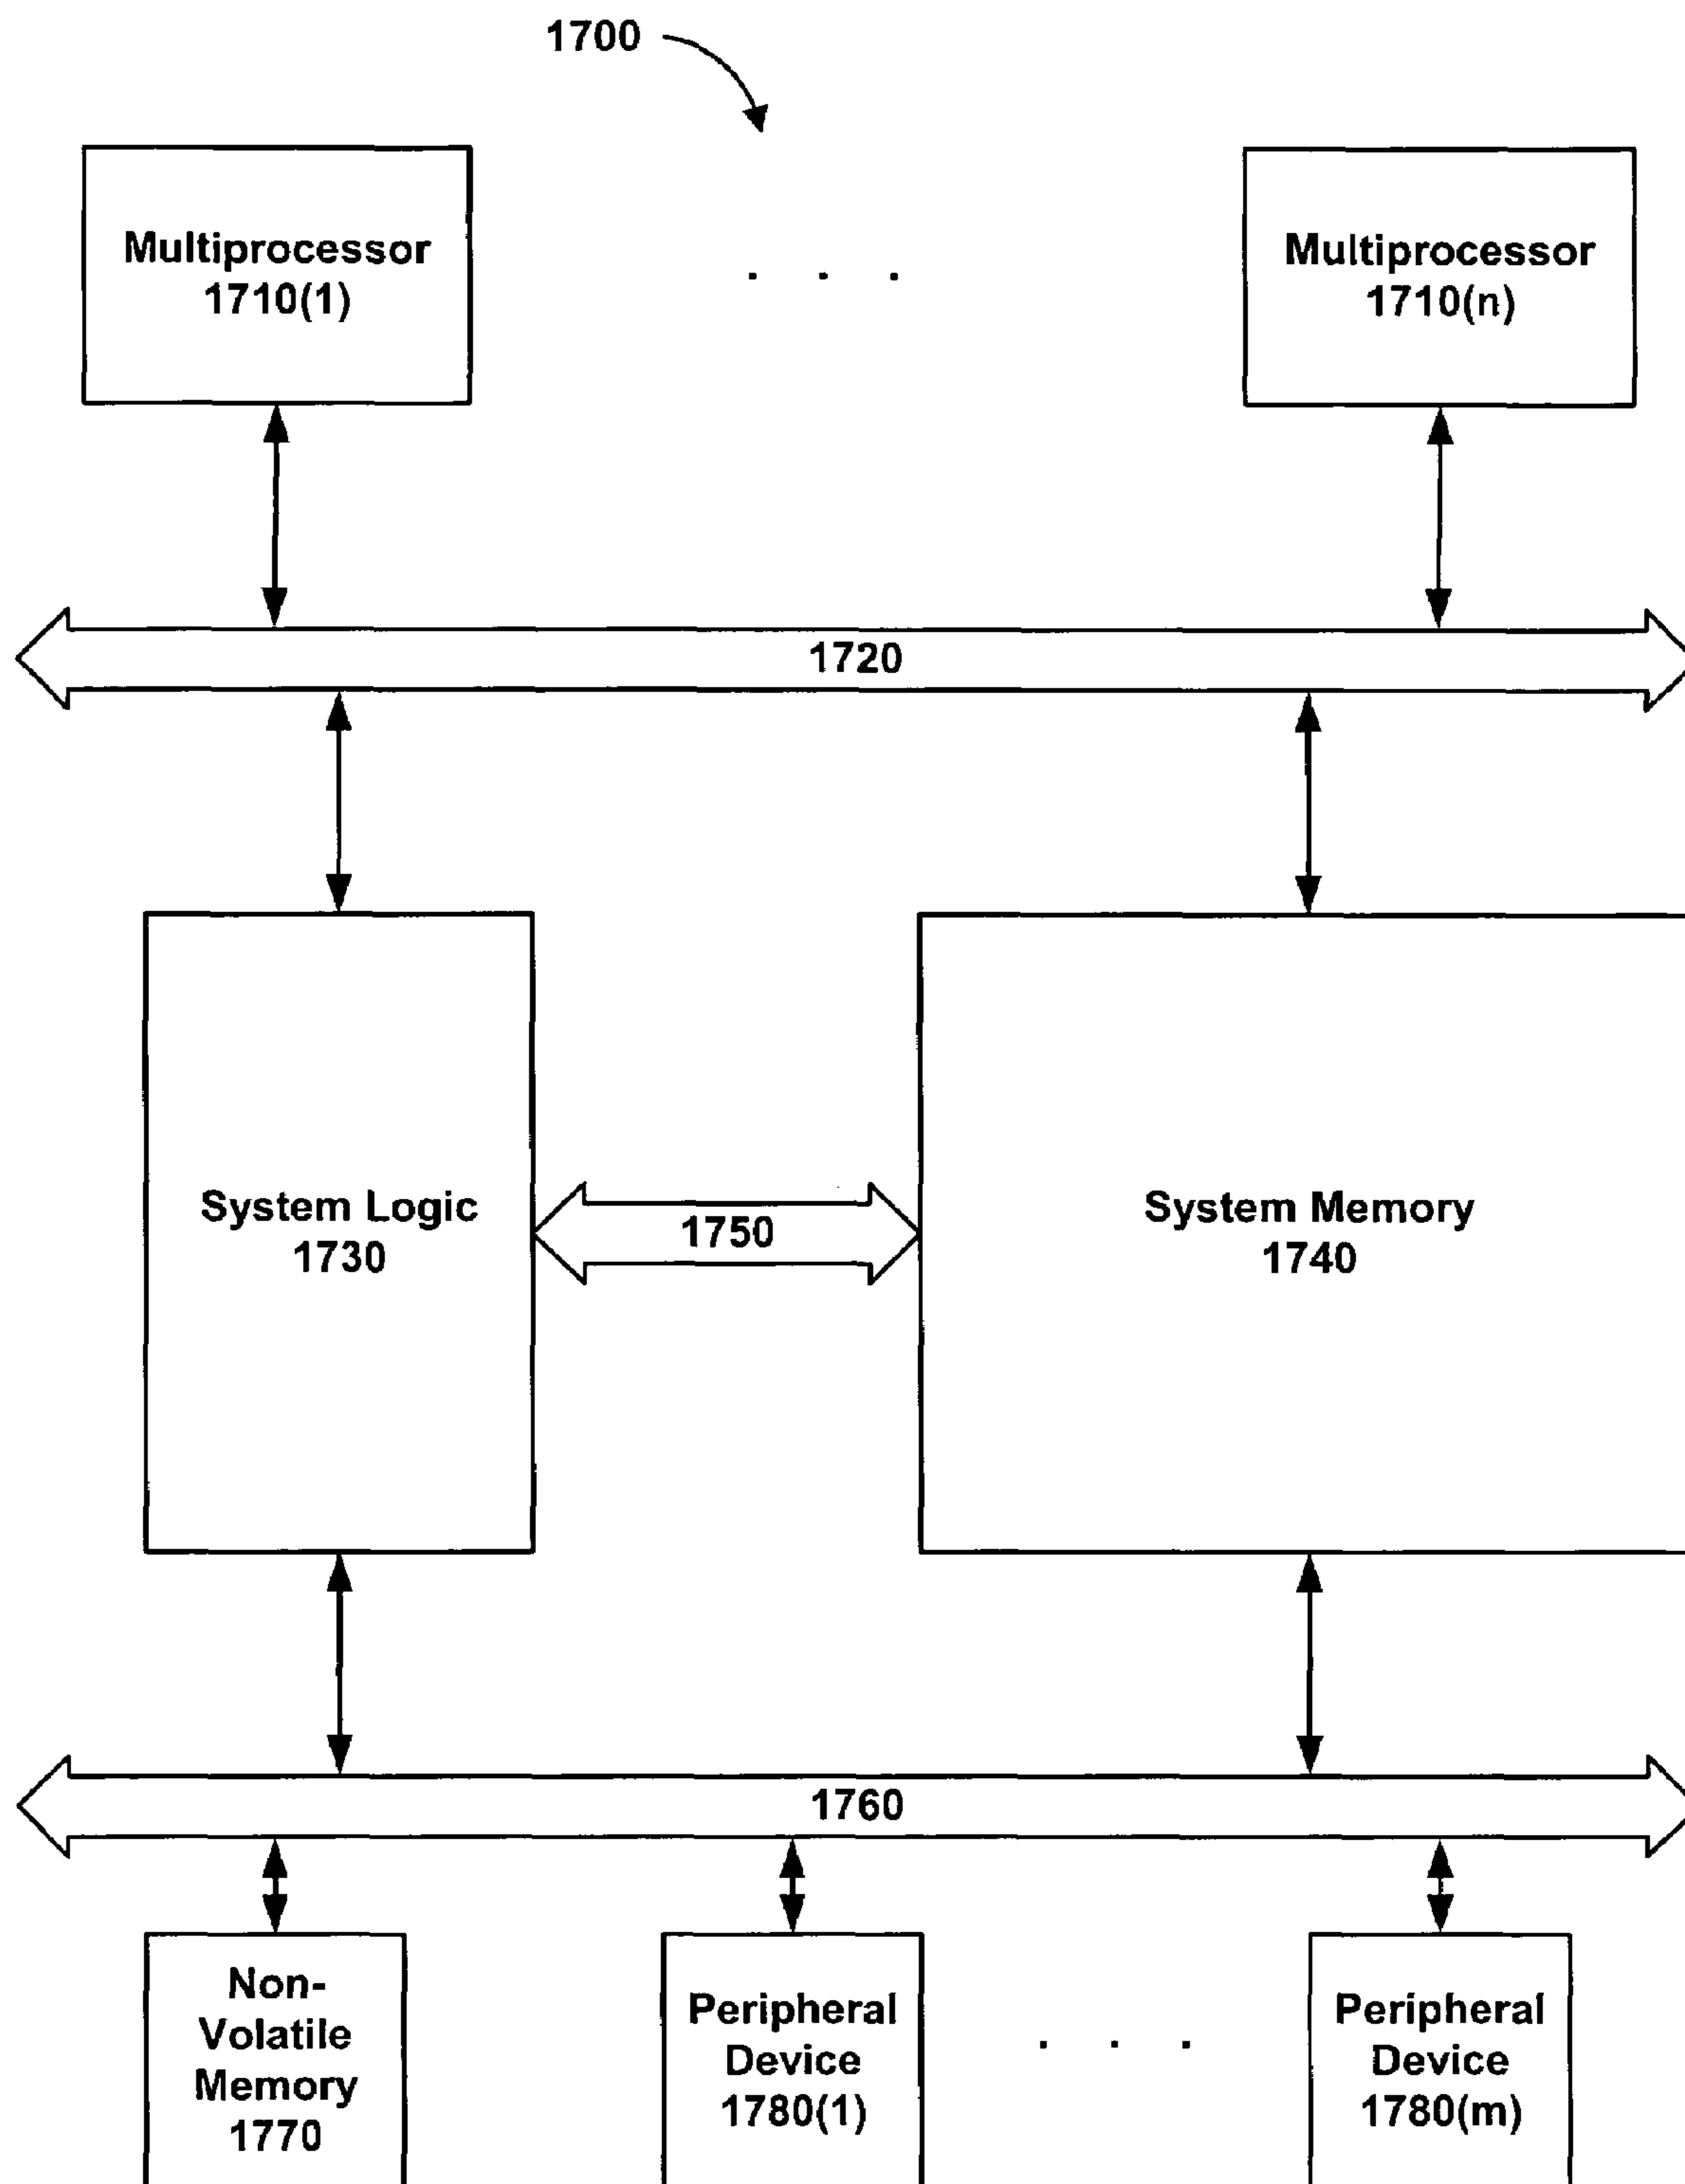 1700
Multiprocessor
1710(1)
. . .
Multiprocessor
1710(n)
1720
System Logic
1730
1750
System Memory
1740
1760
Non-
Volatile
Memory
1770
Peripheral
Device
1780(1)
. . .
Peripheral
Device
1780(m)